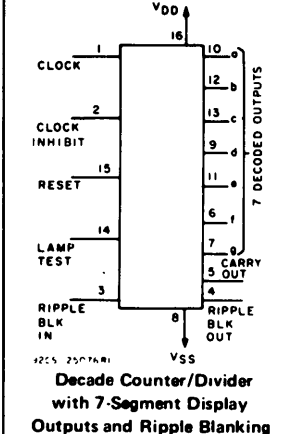 VDD
16
1
CLOCK
10 a
12 b
2
CLOCK
INHIBIT
13 c
9 d
15
RESET
11 e
6 f
14
LAMP
TEST
7 g
7 DECODED OUTPUTS
CARRY
5 OUT
3
RIPPLE
BLK
IN
4
RIPPLE
BLK
OUT
8
VSS
Decade Counter/Divider
with 7-Segment Display
Outputs and Ripple Blanking